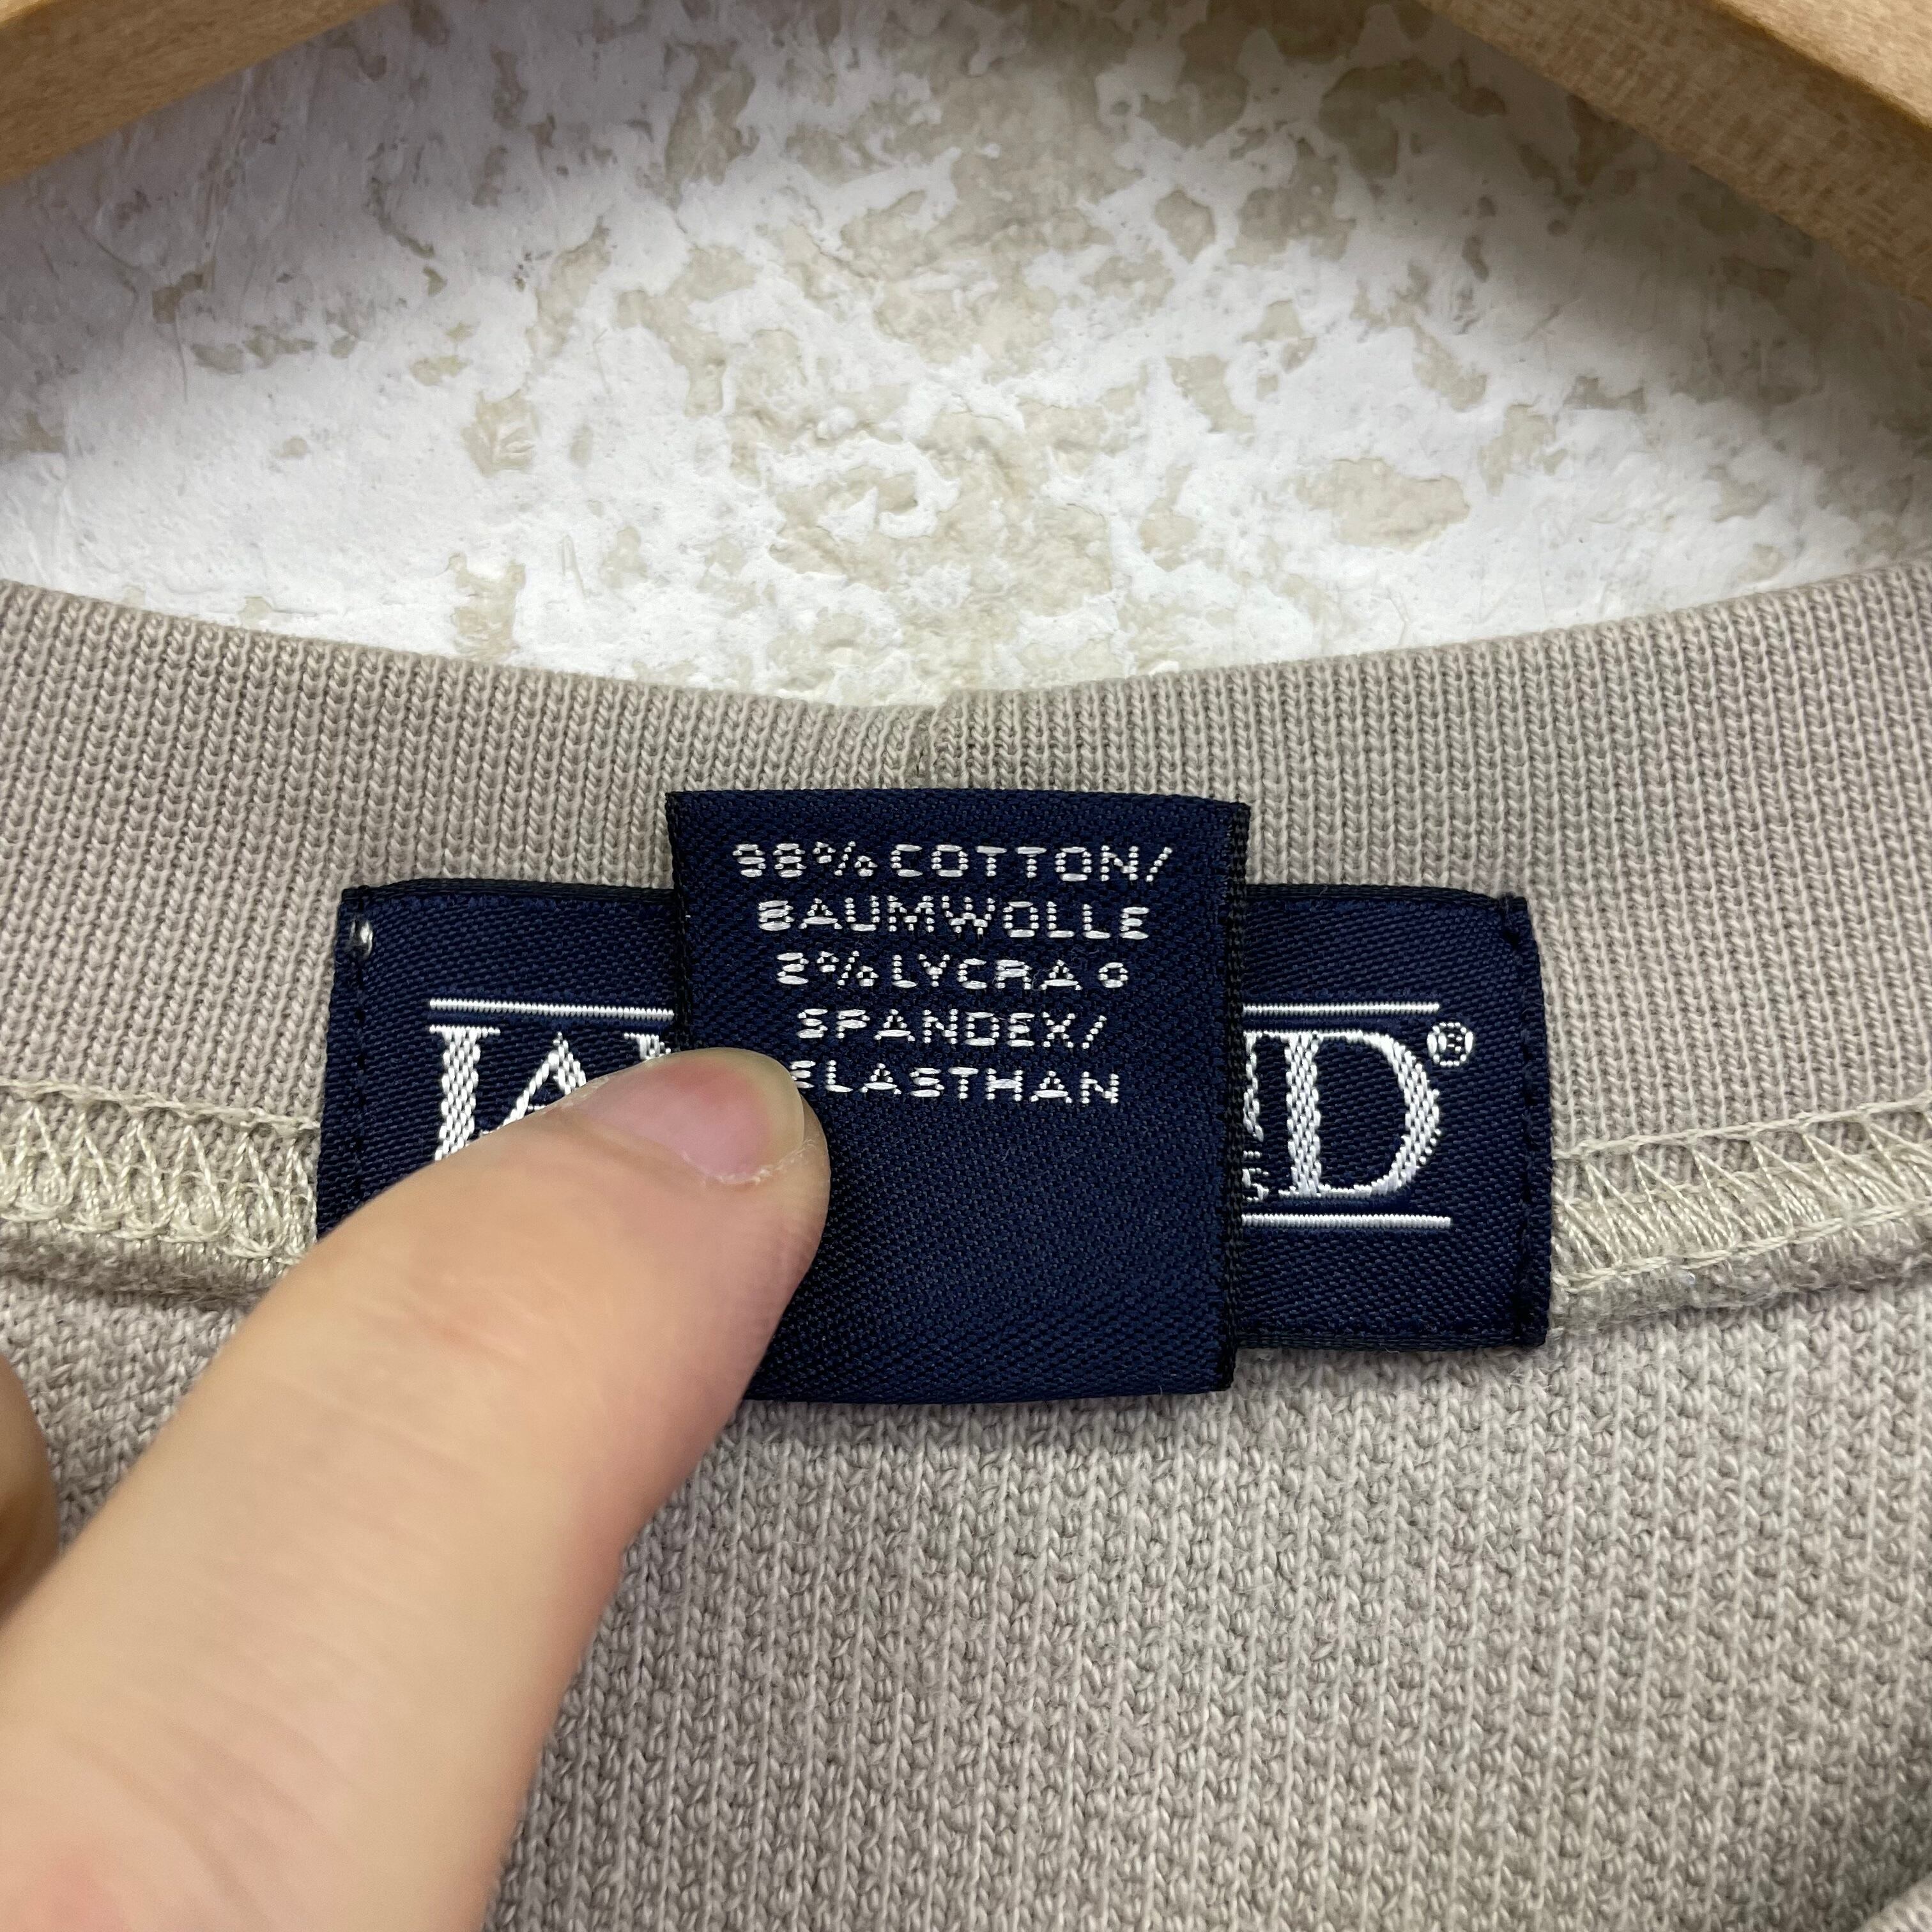 98% COTTON/
BAUMWOLLE
2% LYCRA ®
SPANDEX/
ELASTHAN